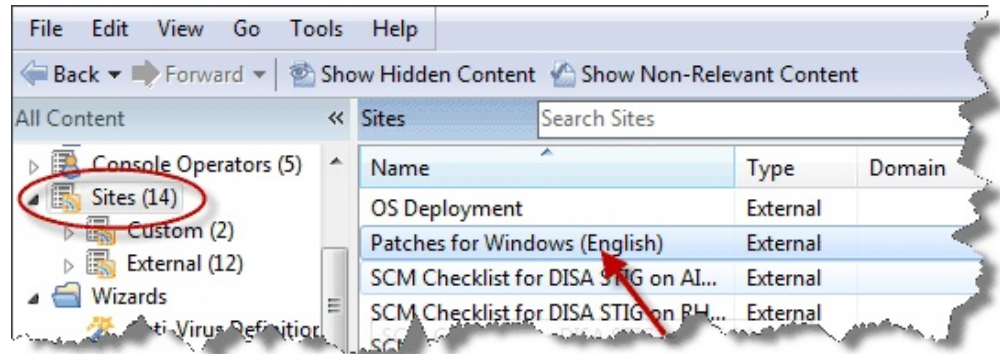 File Edit View Go Tools Help
Back Forward Show Hidden Content Show Non-Relevant Content
All Content « Sites Search Sites
Console Operators (5)
Name Type Domain
Sites (14)
OS Deployment External
Custom (2)
Patches for Windows (English) External
External (12)
SCM Checklist for DISA STIG on AI... External
Wizards
SCM Checklist for DISA STIG on RH... External
Anti-Virus Definition